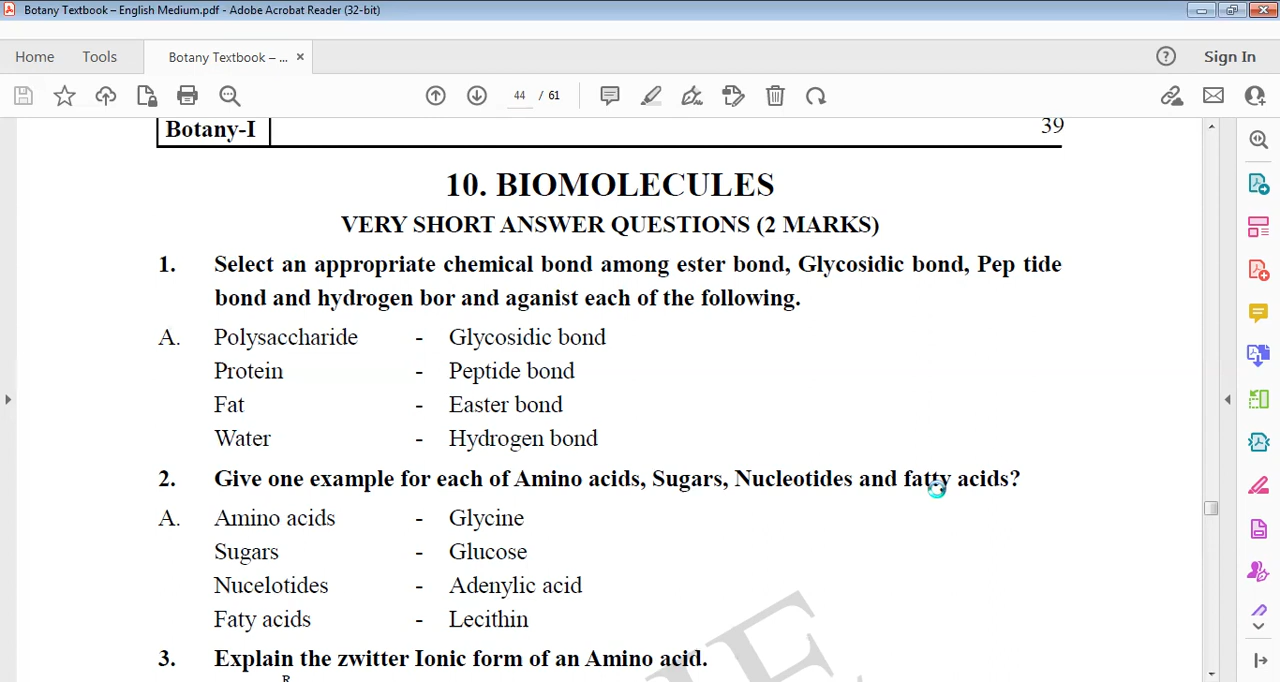 Botany Textbook – English Medium.pdf - Adobe Acrobat Reader (32-bit)
Home Tools Botany Textbook – ... × Sign In
44 / 61
Botany-I 39
10. BIOMOLECULES
VERY SHORT ANSWER QUESTIONS (2 MARKS)
1. Select an appropriate chemical bond among ester bond, Glycosidic bond, Pep tide
bond and hydrogen bor and aganist each of the following.
A. Polysaccharide - Glycosidic bond
Protein - Peptide bond
Fat - Easter bond
Water - Hydrogen bond
2. Give one example for each of Amino acids, Sugars, Nucleotides and fatty acids?
A. Amino acids - Glycine
Sugars - Glucose
Nucelotides - Adenylic acid
Faty acids - Lecithin
3. Explain the zwitter Ionic form of an Amino acid.
R